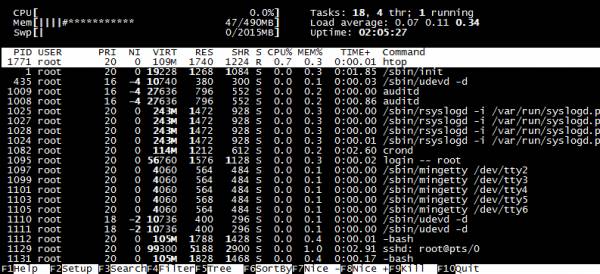 CPU[ 0.0%] Tasks: 18, 4 thr; 1 running
Mem[||||#*********** 47/490MB] Load average: 0.07 0.11 0.34
Swp[| 0/2015MB] Uptime: 02:05:27
PID USER PRI NI VIRT RES SHR S CPU% MEM% TIME+ Command
1771 root 20 0 109M 1740 1224 R 0.7 0.3 0:00.01 htop
1 root 20 0 19228 1268 1084 S 0.0 0.3 0:01.85 /sbin/init
435 root 16 -4 10740 380 300 S 0.0 0.1 0:00.03 /sbin/udevd -d
1009 root 16 -4 27636 796 552 S 0.0 0.2 0:00.00 auditd
1008 root 16 -4 27636 796 552 S 0.0 0.2 0:00.86 auditd
1025 root 20 0 243M 1472 928 S 0.0 0.3 0:00.01 /sbin/rsyslogd -i /var/run/syslogd.p
1027 root 20 0 243M 1472 928 S 0.0 0.3 0:00.00 /sbin/rsyslogd -i /var/run/syslogd.p
1028 root 20 0 243M 1472 928 S 0.0 0.3 0:00.01 /sbin/rsyslogd -i /var/run/syslogd.p
1024 root 20 0 243M 1472 928 S 0.0 0.3 0:01.01 /sbin/rsyslogd -i /var/run/syslogd.p
1082 root 20 0 114M 1212 612 S 0.0 0.2 0:02.60 crond
1095 root 20 0 56760 1576 1128 S 0.0 0.3 0:00.02 login -- root
1097 root 20 0 4060 568 484 S 0.0 0.1 0:00.00 /sbin/mingetty /dev/tty2
1099 root 20 0 4060 564 484 S 0.0 0.1 0:00.00 /sbin/mingetty /dev/tty3
1101 root 20 0 4060 564 484 S 0.0 0.1 0:00.00 /sbin/mingetty /dev/tty4
1103 root 20 0 4060 568 484 S 0.0 0.1 0:00.00 /sbin/mingetty /dev/tty5
1105 root 20 0 4060 564 484 S 0.0 0.1 0:00.00 /sbin/mingetty /dev/tty6
1110 root 18 -2 10736 400 296 S 0.0 0.1 0:00.00 /sbin/udevd -d
1111 root 18 -2 10736 400 296 S 0.0 0.1 0:00.00 /sbin/udevd -d
1112 root 20 0 105M 1788 1428 S 0.0 0.4 0:00.01 -bash
1129 root 20 0 99300 5188 2900 S 0.0 1.0 0:02.91 sshd: root@pts/0
1131 root 20 0 105M 1828 1468 S 0.0 0.4 0:00.17 -bash
F1Help F2Setup F3SearchF4FilterF5Tree F6SortByF7Nice -F8Nice +F9Kill F10Quit